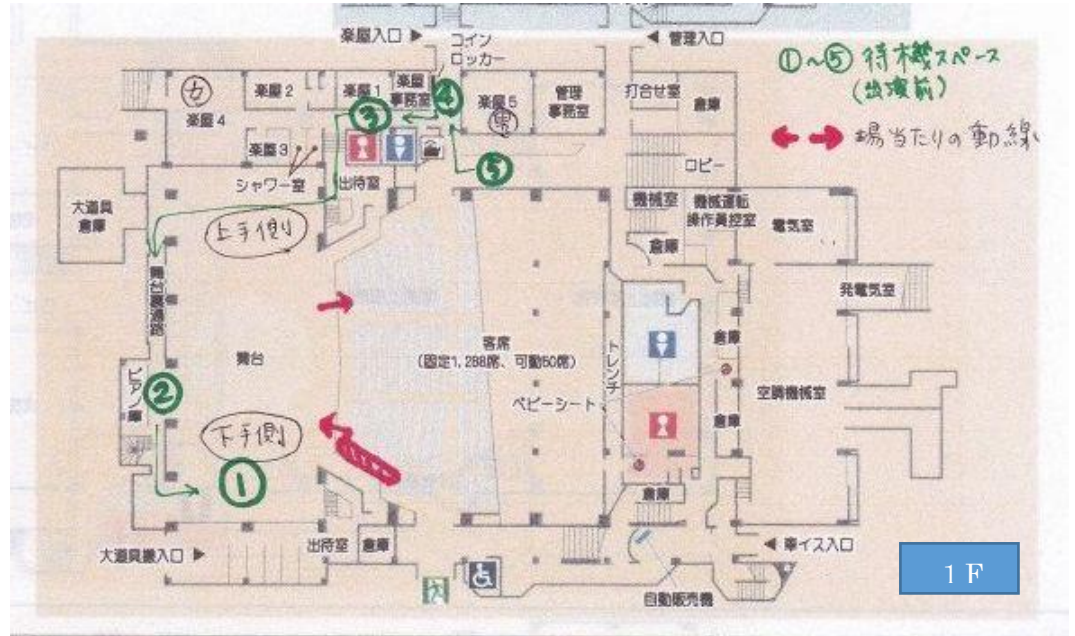 楽屋入口 ▶
コイン
ロッカー
◀ 管理入口
①～⑤ 待機スペース
(出演前)
場当たりの動線
女
楽屋4
楽屋2
楽屋1
楽屋
事務室
④
③
楽屋5
男
管理
事務室
打合せ室
倉庫
楽屋3
シャワー室
出待室
⑤
ロビー
大道具
倉庫
上手側
機械室
機械運転
操作員控室
電気室
倉庫
発電気室
舞台裏通路
舞台
客席
(固定1,288席、可動50席)
トレンチ
倉庫
ピアノ庫
②
ベビーシート
空調機械室
倉庫
下手側
①
倉庫
大道具搬入口 ▶
出待室
倉庫
◀ 車イス入口
自動販売機
1F